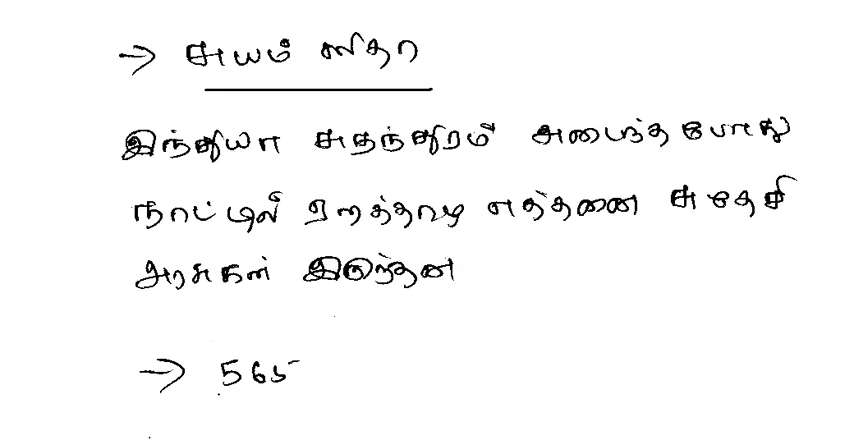 → சுயம் ஸிதா
இந்தியா சுதந்திரம் அடைந்த போது
நாட்டில் ஏறத்தாழ எத்தனை சுதேசி
அரசுகள் இருந்தன
→ 565